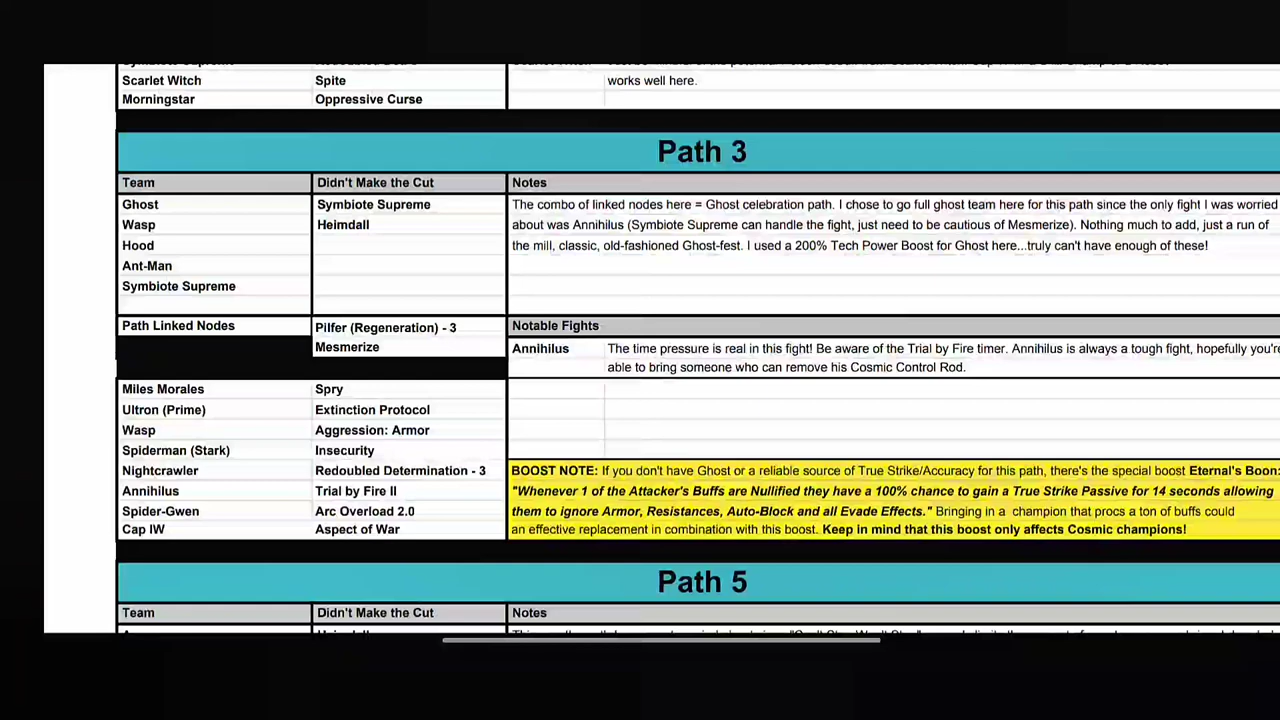 Scarlet Witch Spite works well here.
Morningstar Oppressive Curse
Path 3
Team Didn't Make the Cut Notes
Ghost Symbiote Supreme The combo of linked nodes here = Ghost celebration path. I chose to go full ghost team here for this path since the only fight I was worried
Wasp Heimdall about was Annihilus (Symbiote Supreme can handle the fight, just need to be cautious of Mesmerize). Nothing much to add, just a run of
Hood the mill, classic, old-fashioned Ghost-fest. I used a 200% Tech Power Boost for Ghost here...truly can't have enough of these!
Ant-Man
Symbiote Supreme
Path Linked Nodes Pilfer (Regeneration) - 3 Notable Fights
Mesmerize
Annihilus The time pressure is real in this fight! Be aware of the Trial by Fire timer. Annihilus is always a tough fight, hopefully you're
able to bring someone who can remove his Cosmic Control Rod.
Miles Morales Spry
Ultron (Prime) Extinction Protocol
Wasp Aggression: Armor
Spiderman (Stark) Insecurity
Nightcrawler Redoubled Determination - 3 BOOST NOTE: If you don't have Ghost or a reliable source of True Strike/Accuracy for this path, there's the special boost Eternal's Boon:
Annihilus Trial by Fire II "Whenever 1 of the Attacker's Buffs are Nullified they have a 100% chance to gain a True Strike Passive for 14 seconds allowing
Spider-Gwen Arc Overload 2.0 them to ignore Armor, Resistances, Auto-Block and all Evade Effects." Bringing in a champion that procs a ton of buffs could
Cap IW Aspect of War an effective replacement in combination with this boost. Keep in mind that this boost only affects Cosmic champions!
Path 5
Team Didn't Make the Cut Notes